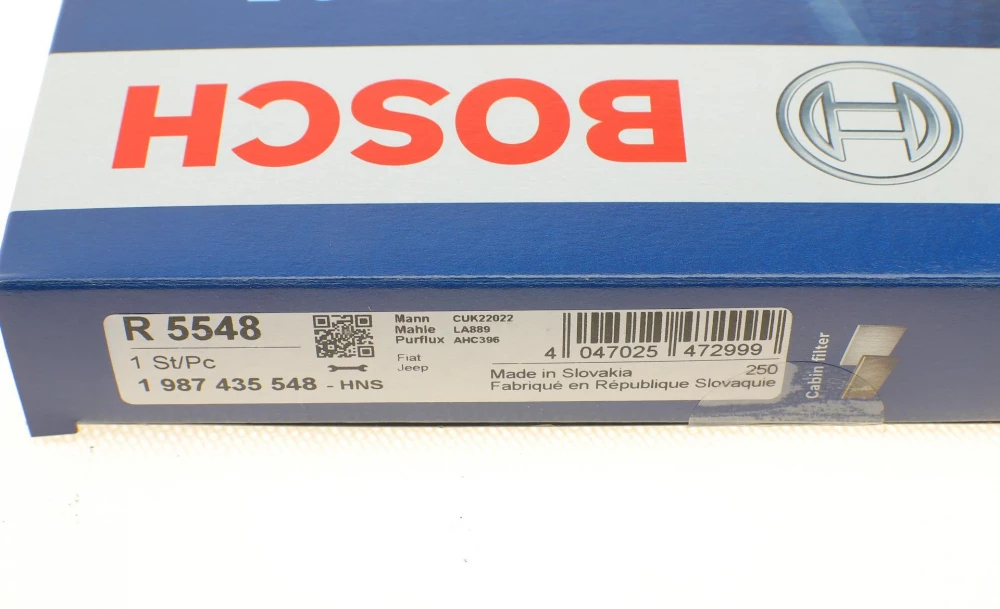 BOSCH
R 5548
1 St/Pc
1 987 435 548 - HNS
Mann CUK22022
Mahle LA889
Purflux AHC396
Fiat
Jeep
4 047025 472999
Made in Slovakia 250
Fabriqué en République Slovaquie
Cabin filter